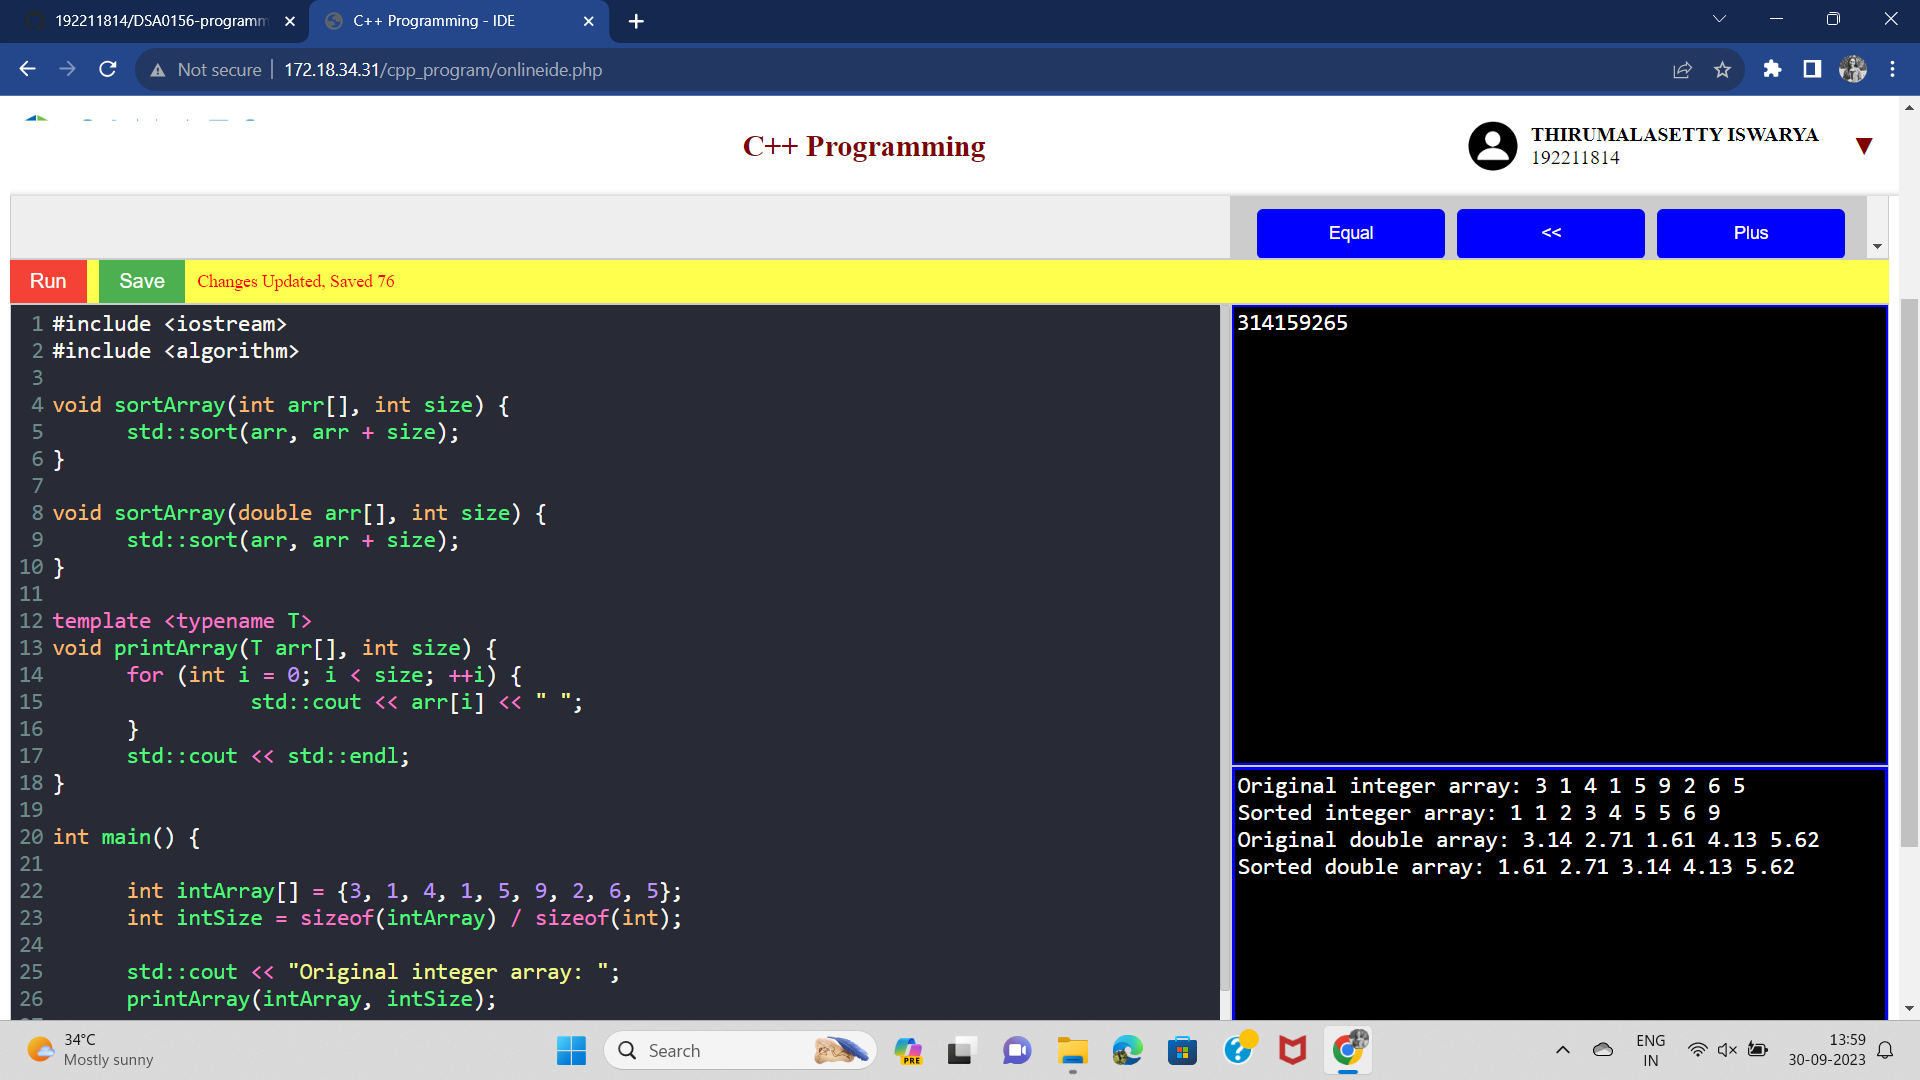 192211814/DSA0156-programm
C++ Programming - IDE
Not secure
172.18.34.31/cpp_program/onlineide.php
C++ Programming
THIRUMALASETTY ISWARYA
192211814
Equal
<<
Plus
Run
Save
Changes Updated, Saved 76
1 #include <iostream>
2 #include <algorithm>
3
4 void sortArray(int arr[], int size) {
5 std::sort(arr, arr + size);
6 }
7
8 void sortArray(double arr[], int size) {
9 std::sort(arr, arr + size);
10 }
11
12 template <typename T>
13 void printArray(T arr[], int size) {
14 for (int i = 0; i < size; ++i) {
15 std::cout << arr[i] << " ";
16 }
17 std::cout << std::endl;
18 }
19
20 int main() {
21
22 int intArray[] = {3, 1, 4, 1, 5, 9, 2, 6, 5};
23 int intSize = sizeof(intArray) / sizeof(int);
24
25 std::cout << "Original integer array: ";
26 printArray(intArray, intSize);
314159265
Original integer array: 3 1 4 1 5 9 2 6 5
Sorted integer array: 1 1 2 3 4 5 5 6 9
Original double array: 3.14 2.71 1.61 4.13 5.62
Sorted double array: 1.61 2.71 3.14 4.13 5.62
34°C
Mostly sunny
Search
PRE
ENG
IN
13:59
30-09-2023